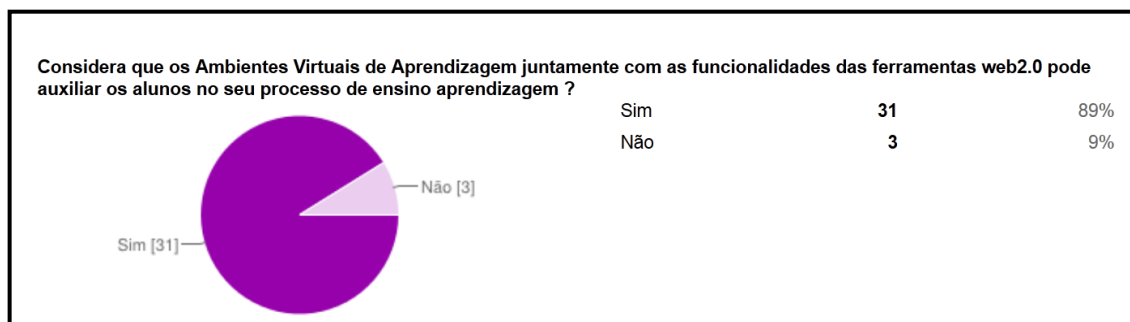 Considera que os Ambientes Virtuais de Aprendizagem juntamente com as funcionalidades das ferramentas web2.0 pode
auxiliar os alunos no seu processo de ensino aprendizagem ?
Sim 31 89%
Não 3 9%
Não [3]
Sim [31]